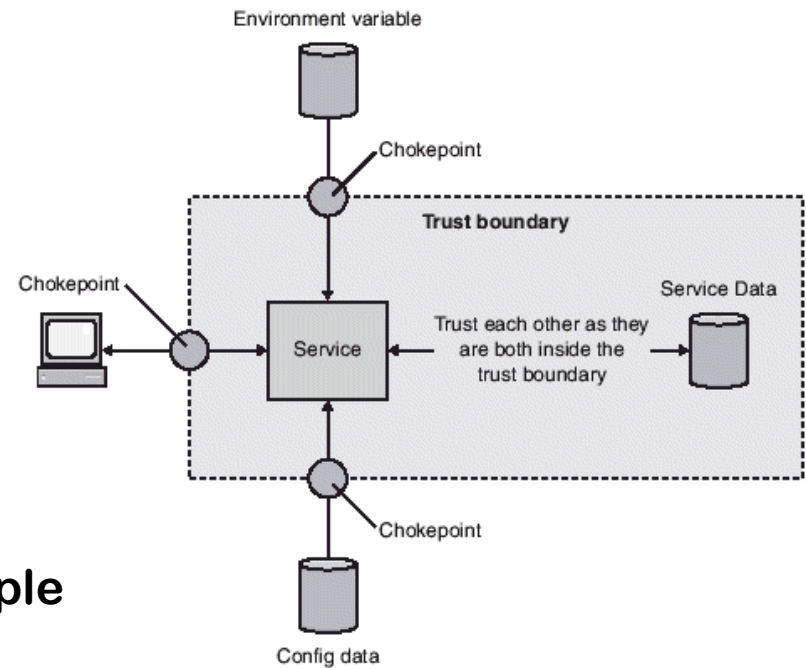 Environment variable
Chokepoint
Trust boundary
Chokepoint
Service Data
Service
Trust each other as they
are both inside the
trust boundary
Chokepoint
Config data